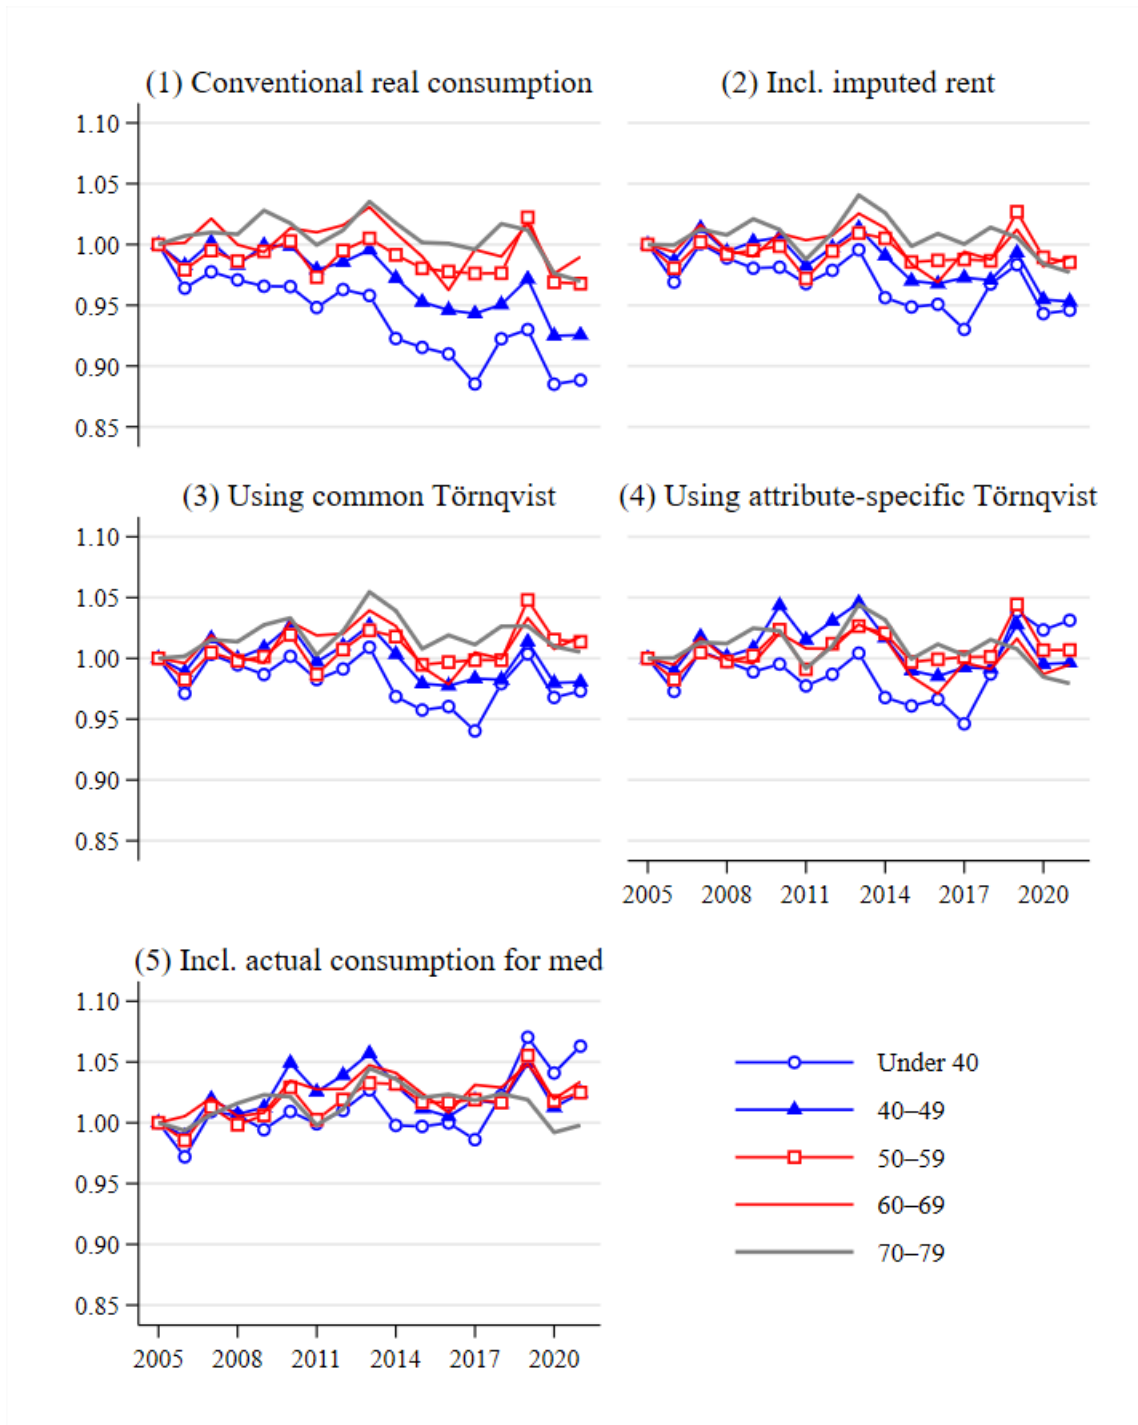 (1) Conventional real consumption
(2) Incl. imputed rent
1.10
1.05
1.00
0.95
0.90
0.85
(3) Using common Törnqvist
(4) Using attribute-specific Törnqvist
1.10
1.05
1.00
0.95
0.90
0.85
2005 2008 2011 2014 2017 2020
(5) Incl. actual consumption for med
1.10
1.05
1.00
0.95
0.90
0.85
2005 2008 2011 2014 2017 2020
Under 40
40–49
50–59
60–69
70–79